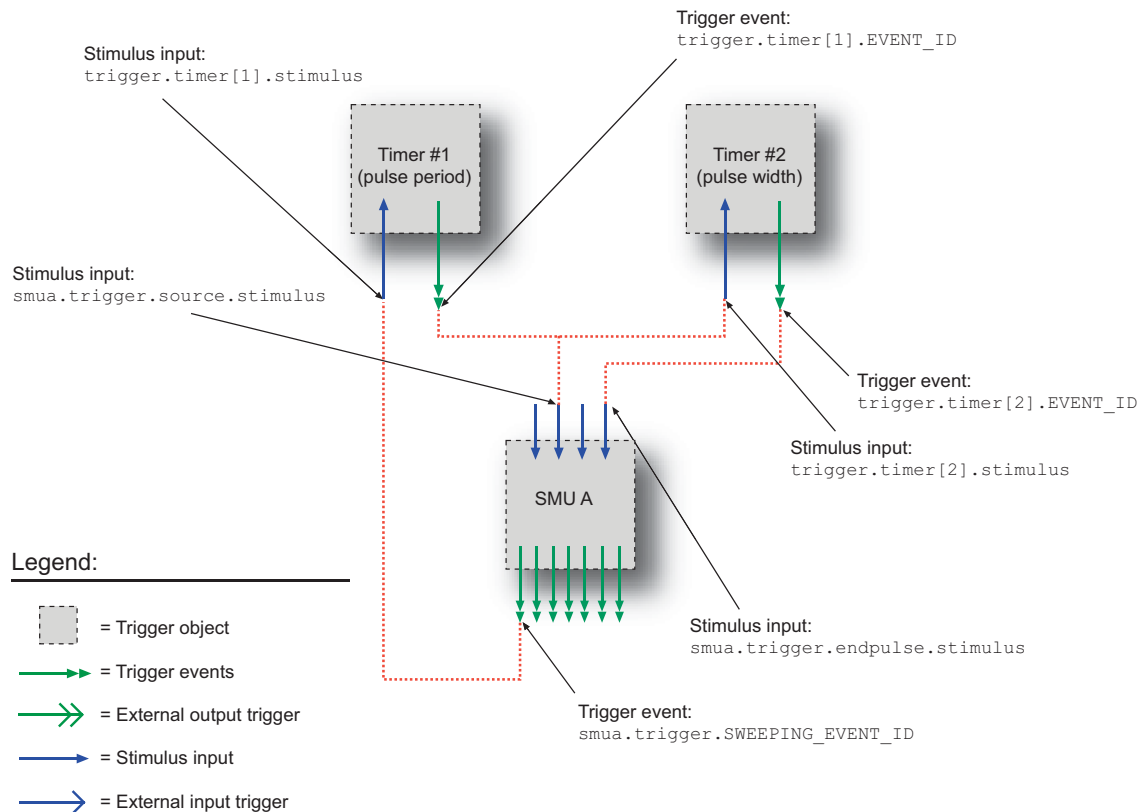 Trigger event:
trigger.timer[1].EVENT_ID
Stimulus input:
trigger.timer[1].stimulus
Timer #1
(pulse period)
Timer #2
(pulse width)
Stimulus input:
smua.trigger.source.stimulus
Trigger event:
trigger.timer[2].EVENT_ID
Stimulus input:
trigger.timer[2].stimulus
SMU A
Legend:
= Trigger object
= Trigger events
= External output trigger
= Stimulus input
= External input trigger
Stimulus input:
smua.trigger.endpulse.stimulus
Trigger event:
smua.trigger.SWEEPING_EVENT_ID